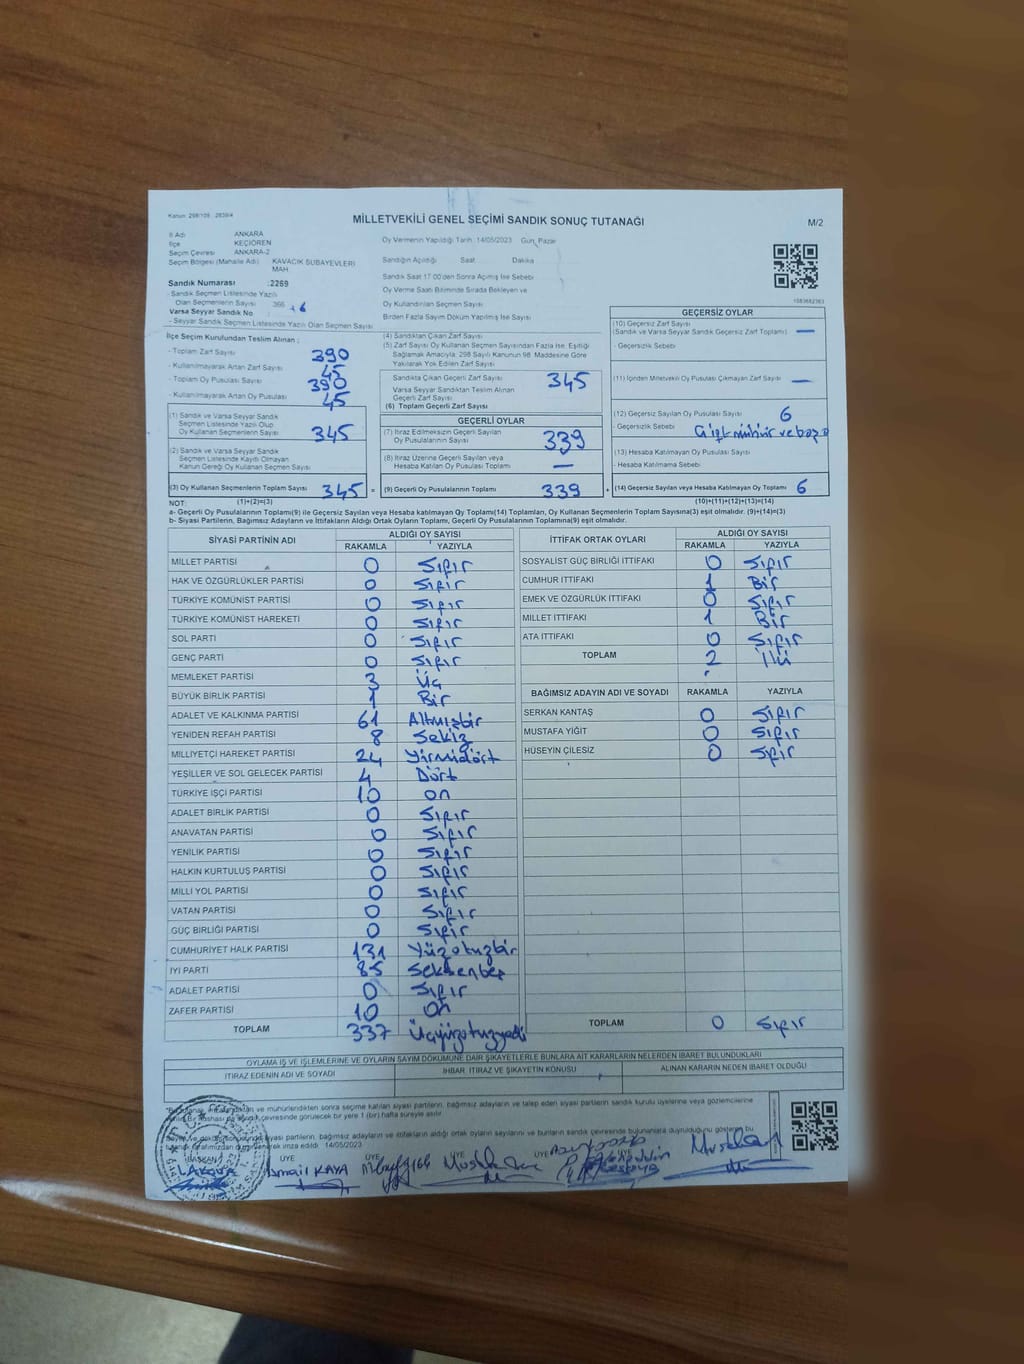 Kanun: 298/105 2839/4
MİLLETVEKİLİ GENEL SEÇİMİ SANDIK SONUÇ TUTANAĞI
M/2
İl Adı ANKARA
İlçe KEÇİÖREN
Seçim Çevresi ANKARA-2
Seçim Bölgesi (Mahalle Adı) KAVACIK SUBAYEVLERİ MAH
Sandık Numarası :2269
- Sandık Seçmen Listesinde Yazılı
Olan Seçmenlerin Sayısı 366 +6
Varsa Seyyar Sandık No
- Seyyar Sandık Seçmen Listesinde Yazılı Olan Seçmen Sayısı
Oy Vermenin Yapıldığı Tarih :14/05/2023 Gün: Pazar
Sandığın Açıldığı Saat Dakika
Sandık Saat 17:00'den Sonra Açılmış İse Sebebi
Oy Verme Saati Bitiminde Sırada Bekleyen ve
Oy Kullandırılan Seçmen Sayısı
Birden Fazla Sayım Döküm Yapılmış İse Sayısı
İlçe Seçim Kurulundan Teslim Alınan ;
- Toplam Zarf Sayısı 390
- Kullanılmayarak Artan Zarf Sayısı 45
- Toplam Oy Pusulası Sayısı 390
- Kullanılmayarak Artan Oy Pusulası 45
(1) Sandık ve Varsa Seyyar Sandık
Seçmen Listesinde Yazılı Olup
Oy Kullanan Seçmenlerin Sayısı 345
(2) Sandık ve Varsa Seyyar Sandık
Seçmen Listesinde Kayıtlı Olmayan
Kanun Gereği Oy Kullanan Seçmen Sayısı
(3) Oy Kullanan Seçmenlerin Toplam Sayısı 345 =
(1)+(2)=(3)
(4) Sandıktan Çıkan Zarf Sayısı
(5) Zarf Sayısı Oy Kullanan Seçmen Sayısından Fazla İse, Eşitliği
Sağlamak Amacıyla; 298 Sayılı Kanunun 98. Maddesine Göre
Yakılarak Yok Edilen Zarf Sayısı
Sandıkta Çıkan Geçerli Zarf Sayısı 345
Varsa Seyyar Sandıktan Teslim Alınan
Geçerli Zarf Sayısı
(6) Toplam Geçerli Zarf Sayısı
GEÇERLİ OYLAR
(7) İtiraz Edilmeksizin Geçerli Sayılan
Oy Pusulalarının Sayısı 339
(8) İtiraz Üzerine Geçerli Sayılan veya
Hesaba Katılan Oy Pusulası Toplamı —
(9) Geçerli Oy Pusulalarının Toplamı 339 +
1083682383
GEÇERSİZ OYLAR
(10) Geçersiz Zarf Sayısı
(Sandık ve Varsa Seyyar Sandık Geçersiz Zarf Toplamı) —
- Geçersizlik Sebebi
(11) İçinden Milletvekili Oy Pusulası Çıkmayan Zarf Sayısı —
(12) Geçersiz Sayılan Oy Pusulası Sayısı 6
- Geçersizlik Sebebi
(13) Hesaba Katılmayan Oy Pusulası Sayısı
- Hesaba Katılmama Sebebi
(14) Geçersiz Sayılan veya Hesaba Katılmayan Oy Toplamı 6
(10)+(11)+(12)+(13)=(14)
NOT:
a- Geçerli Oy Pusulaları Toplamı(9) ile Geçersiz Sayılan veya Hesaba Katılmayan Oy Pusulası Toplamı(14) Toplamları, Oy Kullanan Seçmenlerin Toplam Sayısına(3) eşit olmalıdır. (9)+(14)=(3)
b- Siyasi Partilerin, Bağımsız Adayların ve İttifakların Aldığı Ortak Oyların Toplamı, Geçerli Oy Pusulalarının Toplamına(9) eşit olmalıdır.
SİYASİ PARTİNİN ADI ALDIĞI OY SAYISI
RAKAMLA YAZIYLA
MİLLET PARTİSİ 0 Sıfır
HAK VE ÖZGÜRLÜKLER PARTİSİ 0 Sıfır
TÜRKİYE KOMÜNİST PARTİSİ 0 Sıfır
TÜRKİYE KOMÜNİST HAREKETİ 0 Sıfır
SOL PARTİ 0 Sıfır
GENÇ PARTİ 0 Sıfır
MEMLEKET PARTİSİ 3 Üç
BÜYÜK BİRLİK PARTİSİ 1 Bir
ADALET VE KALKINMA PARTİSİ 61 Altmışbir
YENİDEN REFAH PARTİSİ 8 Sekiz
MİLLİYETÇİ HAREKET PARTİSİ 24 Yirmidört
YEŞİLLER VE SOL GELECEK PARTİSİ 4 Dört
TÜRKİYE İŞÇİ PARTİSİ 10 on
ADALET BİRLİK PARTİSİ 0 Sıfır
ANAVATAN PARTİSİ 0 Sıfır
YENİLİK PARTİSİ 0 Sıfır
HALKIN KURTULUŞ PARTİSİ 0 Sıfır
MİLLİ YOL PARTİSİ 0 Sıfır
VATAN PARTİSİ 0 Sıfır
GÜÇ BİRLİĞİ PARTİSİ 0 Sıfır
CUMHURİYET HALK PARTİSİ 131 Yüzotuzbir
İYİ PARTİ 85 Seksenbeş
ADALET PARTİSİ 0 Sıfır
ZAFER PARTİSİ 10 On
TOPLAM 337 Üçyüzotuzyedi
İTTİFAK ORTAK OYLARI ALDIĞI OY SAYISI
RAKAMLA YAZIYLA
SOSYALİST GÜÇ BİRLİĞİ İTTİFAKI 0 Sıfır
CUMHUR İTTİFAKI 1 Bir
EMEK VE ÖZGÜRLÜK İTTİFAKI 0 Sıfır
MİLLET İTTİFAKI 1 Bir
ATA İTTİFAKI 0 Sıfır
TOPLAM 2 İki
BAĞIMSIZ ADAYIN ADI VE SOYADI RAKAMLA YAZIYLA
SERKAN KANTAŞ 0 Sıfır
MUSTAFA YİĞİT 0 Sıfır
HÜSEYİN ÇİLESİZ 0 Sıfır
TOPLAM 0 Sıfır
OYLAMA İŞ VE İŞLEMLERİNE VE OYLARIN SAYIM DÖKÜMÜNE DAİR ŞİKAYETLERLE BUNLARA AİT KARARLARIN NELERDEN İBARET BULUNDUKLARI
İTİRAZ EDENİN ADI VE SOYADI İHBAR, İTİRAZ VE ŞİKAYETİN KONUSU ALINAN KARARIN NEDEN İBARET OLDUĞU
ve mühürlendikten sonra seçime katılan siyasi partilerin, bağımsız adayların ve talep eden siyasi partilerin sandık kurulu üyelerine veya gözlemcilerine
Bir nüshası da seçim çevresinde görülecek bir yere 1 (bir) hafta süreyle asılır.
siyasi partilerin, bağımsız adayların ve ittifakların aldığı ortak oyların sayılarını ve bunların sandık çevresinde bulunanlara duyurulduğunu gösteren bu
imza edildi. 14/05/2023
BAŞKAN ÜYE ÜYE ÜYE ÜYE ÜYE
İsmail KAYA